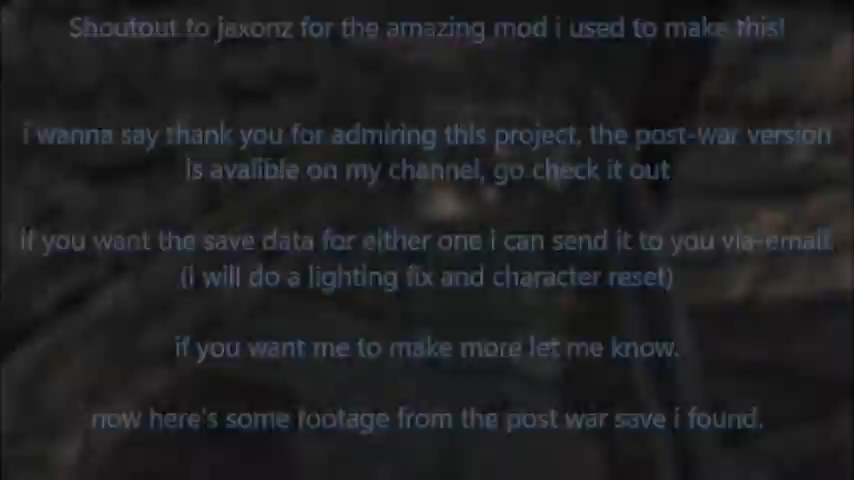 Shoutout to jaxonz for the amazing mod i used to make this!
i wanna say thank you for admiring this project, the post-war version
is avalible on my channel, go check it out
if you want the save data for either one i can send it to you via-email.
(i will do a lighting fix and character reset)
if you want me to make more let me know.
now here's some footage from the post war save i found.